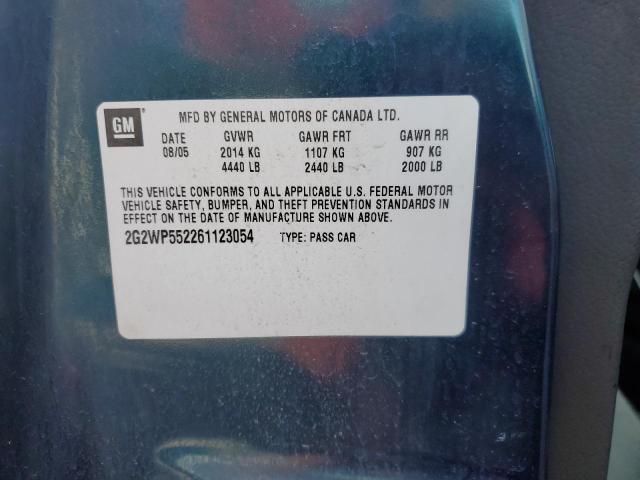 GM
MFD BY GENERAL MOTORS OF CANADA LTD.
DATE GVWR GAWR FRT GAWR RR
08/05 2014 KG 1107 KG 907 KG
4440 LB 2440 LB 2000 LB
THIS VEHICLE CONFORMS TO ALL APPLICABLE U.S. FEDERAL MOTOR
VEHICLE SAFETY, BUMPER, AND THEFT PREVENTION STANDARDS IN
EFFECT ON THE DATE OF MANUFACTURE SHOWN ABOVE.
2G2WP552261123054 TYPE: PASS CAR